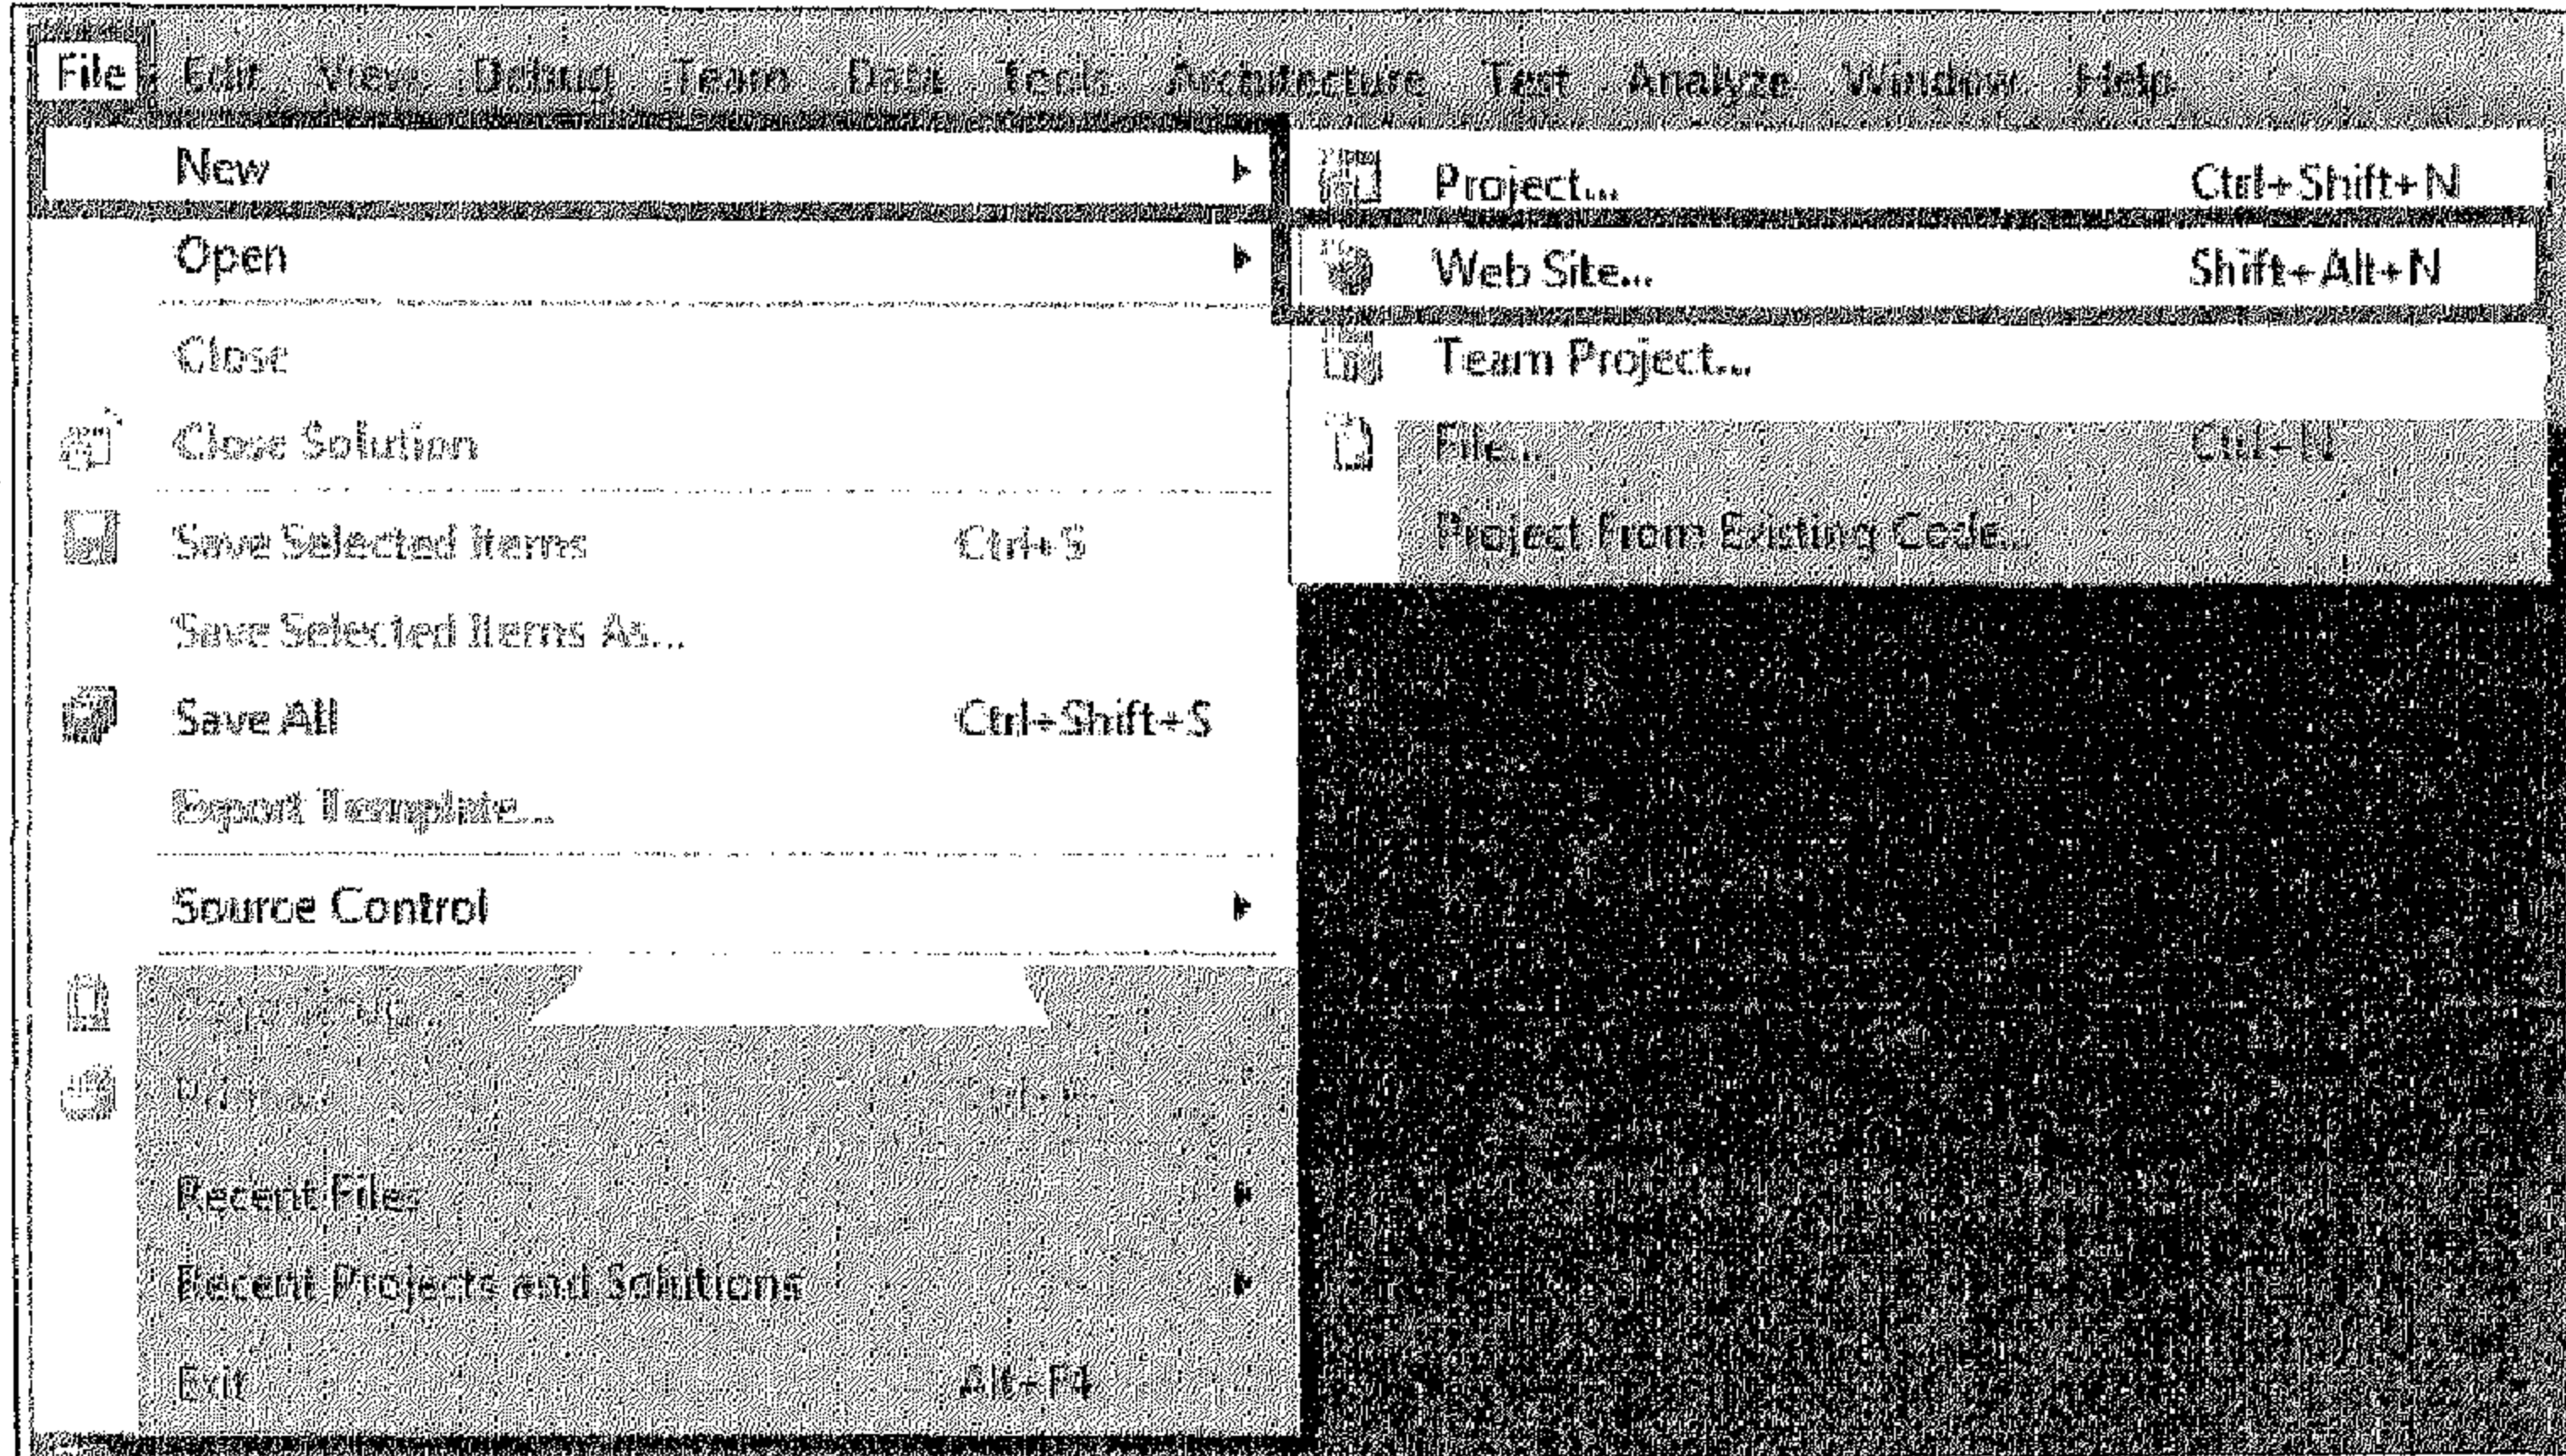 File Edit View Debug Team Data Tools Architecture Test Analyze Window Help
New
Open
Close
Close Solution
Save Selected Items Ctrl+S
Save Selected Items As...
Save All Ctrl+Shift+S
Export Template...
Source Control
Recent Files
Recent Projects and Solutions
Exit Alt+F4
Project... Ctrl+Shift+N
Web Site... Shift+Alt+N
Team Project...
File... Ctrl+N
Project From Existing Code...